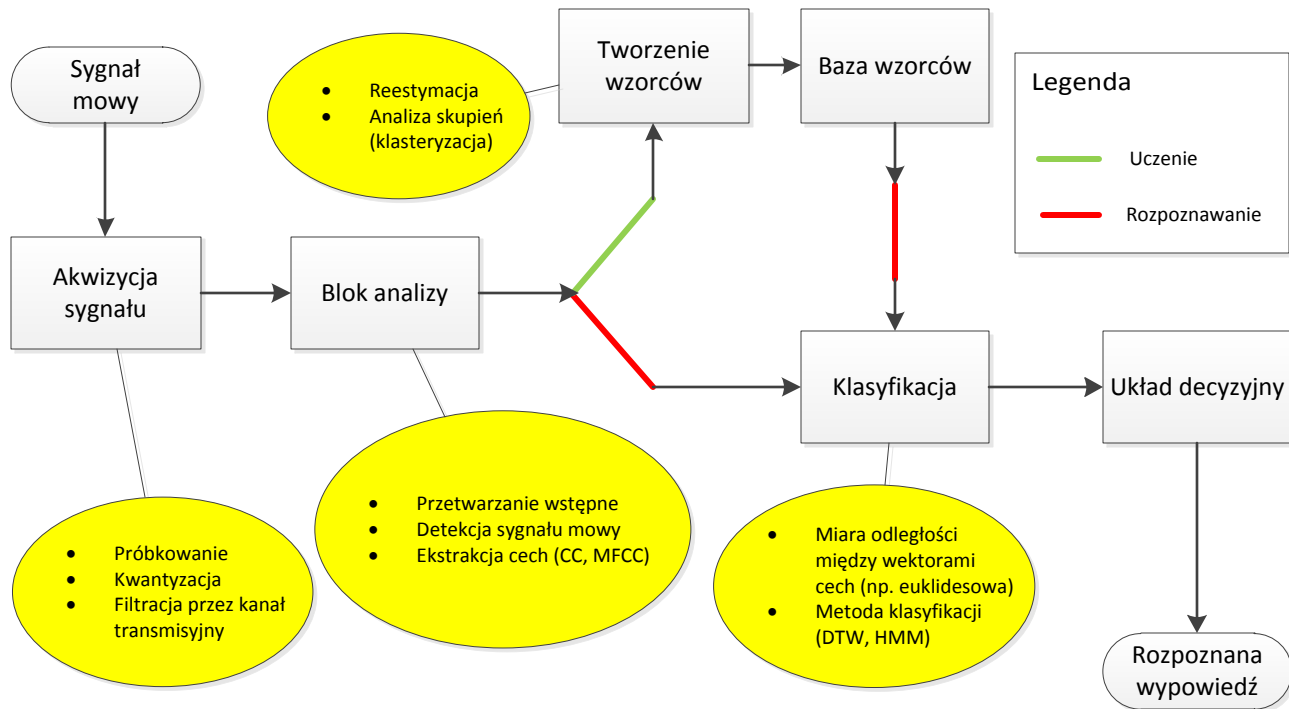 Sygnał
mowy
Akwizycja
sygnału
• Próbkowanie
• Kwantyzacja
• Filtracja przez kanał
transmisyjny
Blok analizy
• Przetwarzanie wstępne
• Detekcja sygnału mowy
• Ekstrakcja cech (CC, MFCC)
• Reestymacja
• Analiza skupień
(klasteryzacja)
Tworzenie
wzorców
Baza wzorców
Klasyfikacja
• Miara odległości
między wektorami
cech (np. euklidesowa)
• Metoda klasyfikacji
(DTW, HMM)
Układ decyzyjny
Rozpoznana
wypowiedź
Legenda
Uczenie
Rozpoznawanie